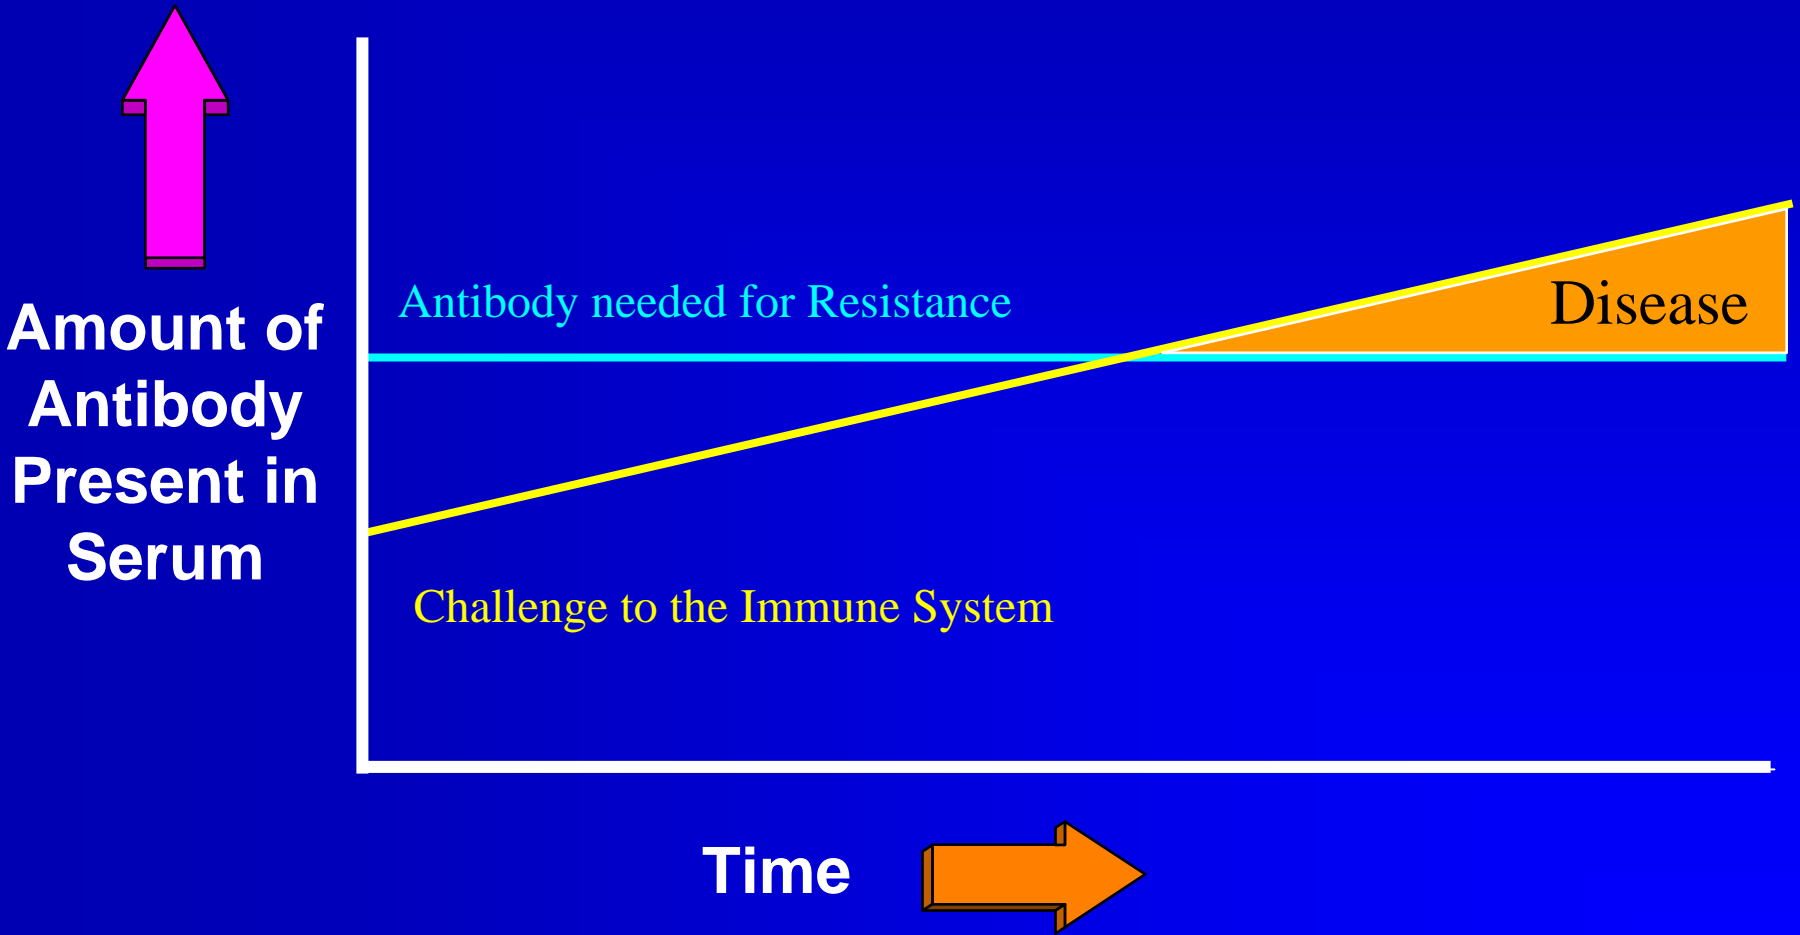 Amount of
Antibody
Present in
Serum
Antibody needed for Resistance
Disease
Challenge to the Immune System
Time